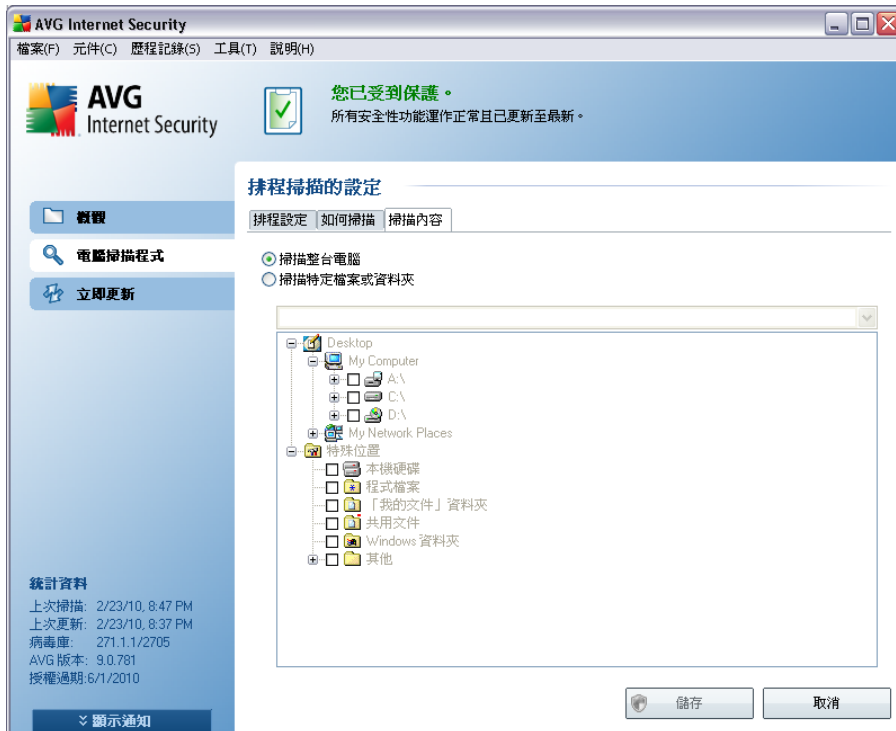 AVG Internet Security
檔案(F) 元件(C) 歷程記錄(S) 工具(T) 說明(H)
AVG
Internet Security
您已受到保護。
所有安全性功能運作正常且已更新至最新。
概觀
電腦掃描程式
立即更新
排程掃描的設定
排程設定 如何掃描 掃描內容
掃描整台電腦
掃描特定檔案或資料夾
Desktop
My Computer
A:\
C:\
D:\
My Network Places
特殊位置
本機硬碟
程式檔案
「我的文件」資料夾
共用文件
Windows 資料夾
其他
統計資料
上次掃描: 2/23/10, 8:47 PM
上次更新: 2/23/10, 8:37 PM
病毒庫: 271.1.1/2705
AVG 版本: 9.0.781
授權過期:6/1/2010
顯示通知
儲存 取消